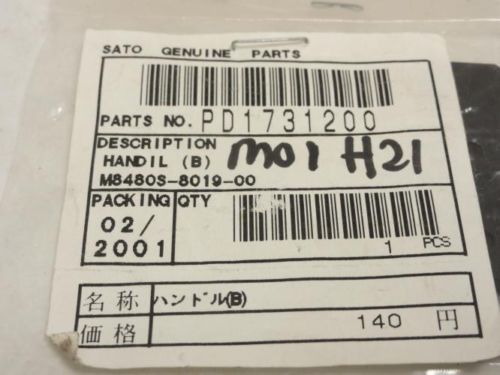 SATO GENUINE PARTS
PARTS NO. PD1731200
DESCRIPTION
HANDIL (B) M01 H21
M8480S-8019-00
PACKING QTY
02/
2001 1 PCS
名称 ハンドル(B)
価格 140 円